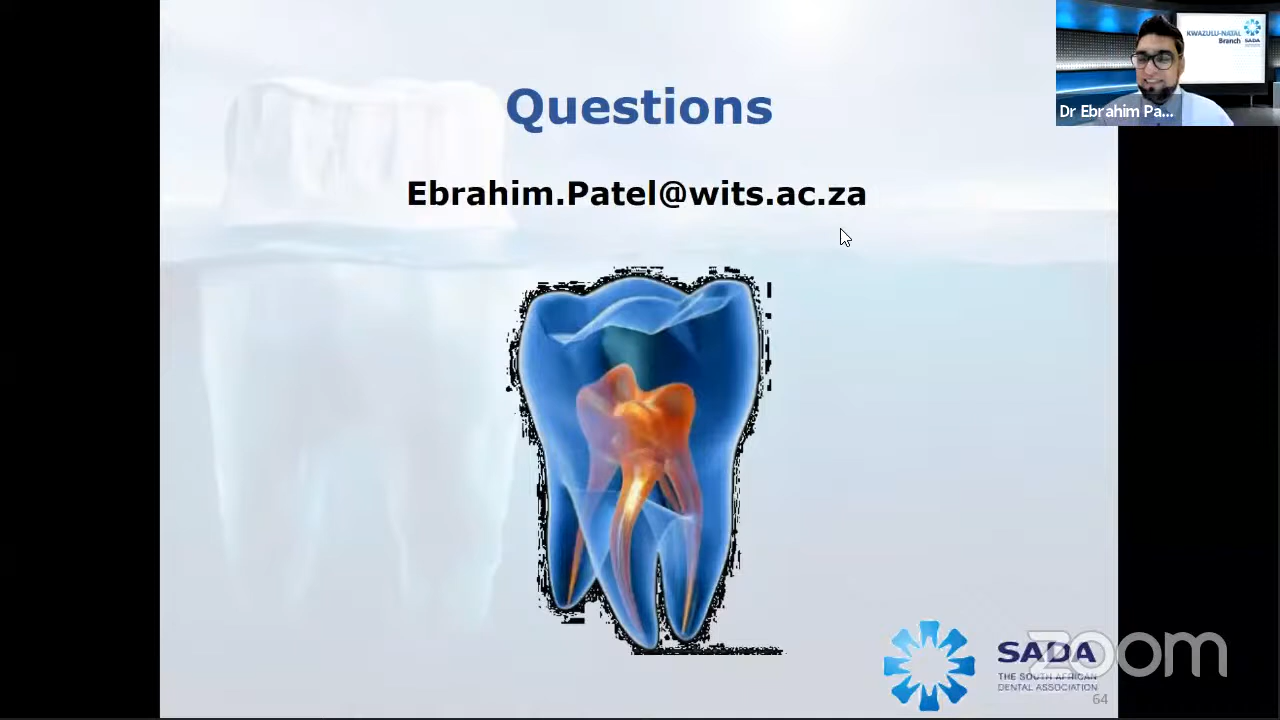 Questions
Ebrahim.Patel@wits.ac.za
KWAZULU-NATAL
Branch
SADA
Dr Ebrahim Pa...
SADA
THE SOUTH AFRICAN
DENTAL ASSOCIATION
zoom
64